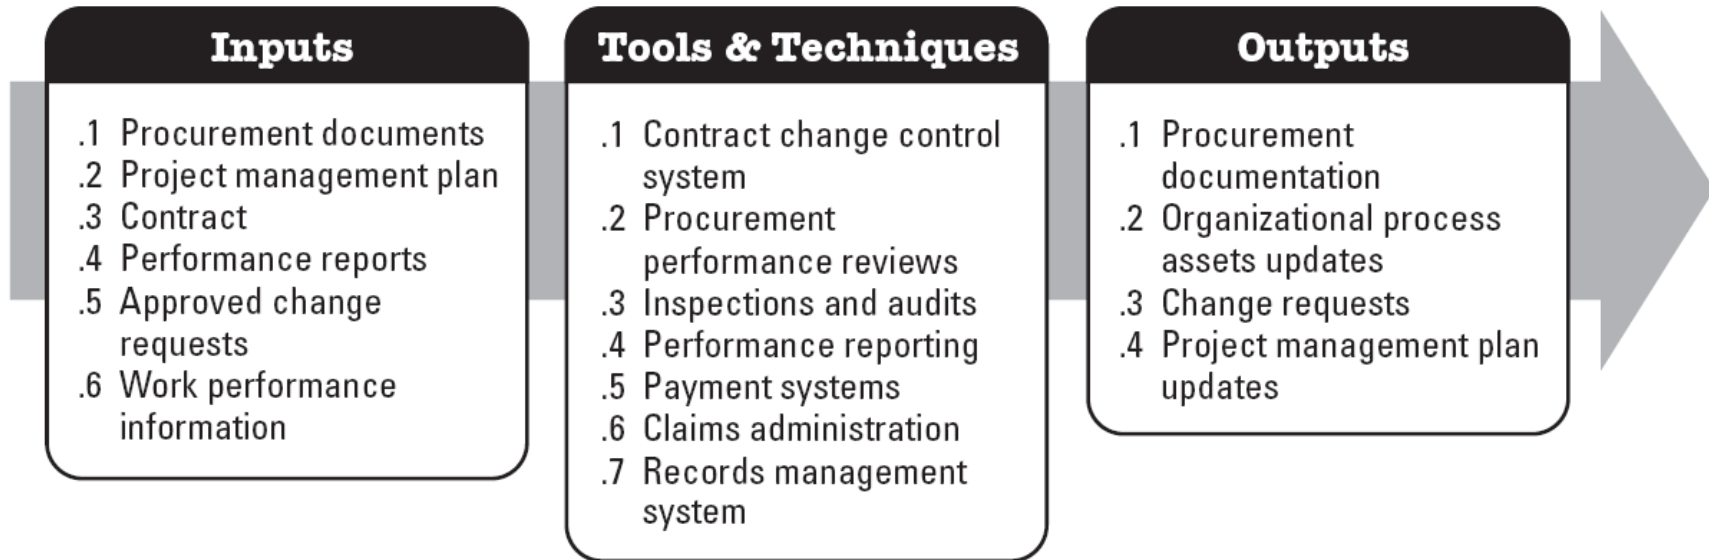 Inputs
.1 Procurement documents
.2 Project management plan
.3 Contract
.4 Performance reports
.5 Approved change
requests
.6 Work performance
information
Tools & Techniques
.1 Contract change control
system
.2 Procurement
performance reviews
.3 Inspections and audits
.4 Performance reporting
.5 Payment systems
.6 Claims administration
.7 Records management
system
Outputs
.1 Procurement
documentation
.2 Organizational process
assets updates
.3 Change requests
.4 Project management plan
updates